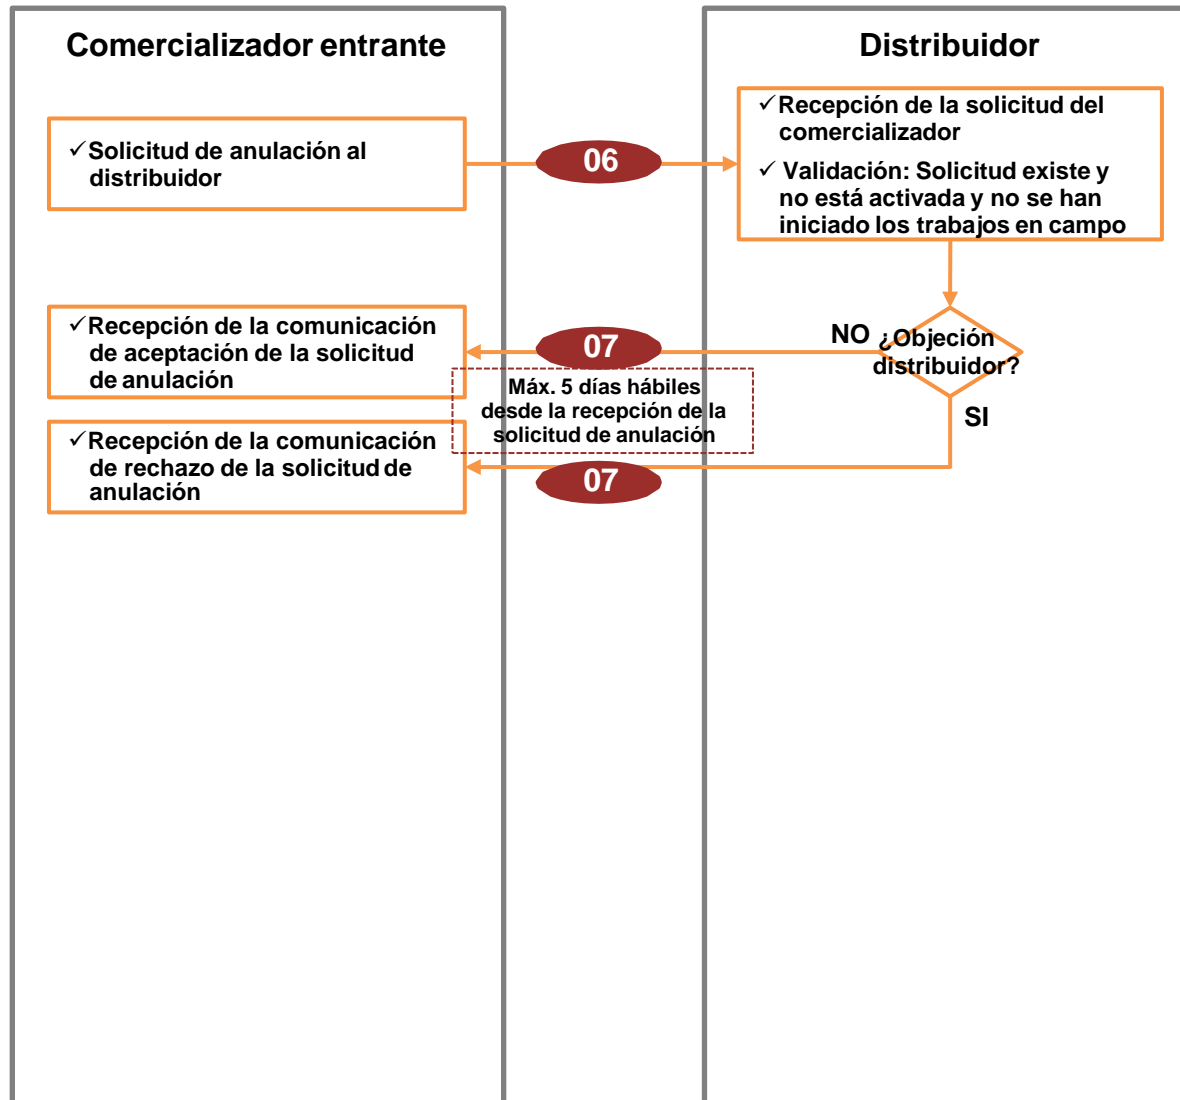 Comercializador entrante
Distribuidor
✓Solicitud de anulación al
distribuidor
06
✓Recepción de la solicitud del
comercializador
✓ Validación: Solicitud existe y
no está activada y no se han
iniciado los trabajos en campo
✓Recepción de la comunicación
de aceptación de la solicitud
de anulación
07
NO
¿Objeción
distribuidor?
Máx. 5 días hábiles
desde la recepción de la
solicitud de anulación
SI
✓Recepción de la comunicación
de rechazo de la solicitud de
anulación
07